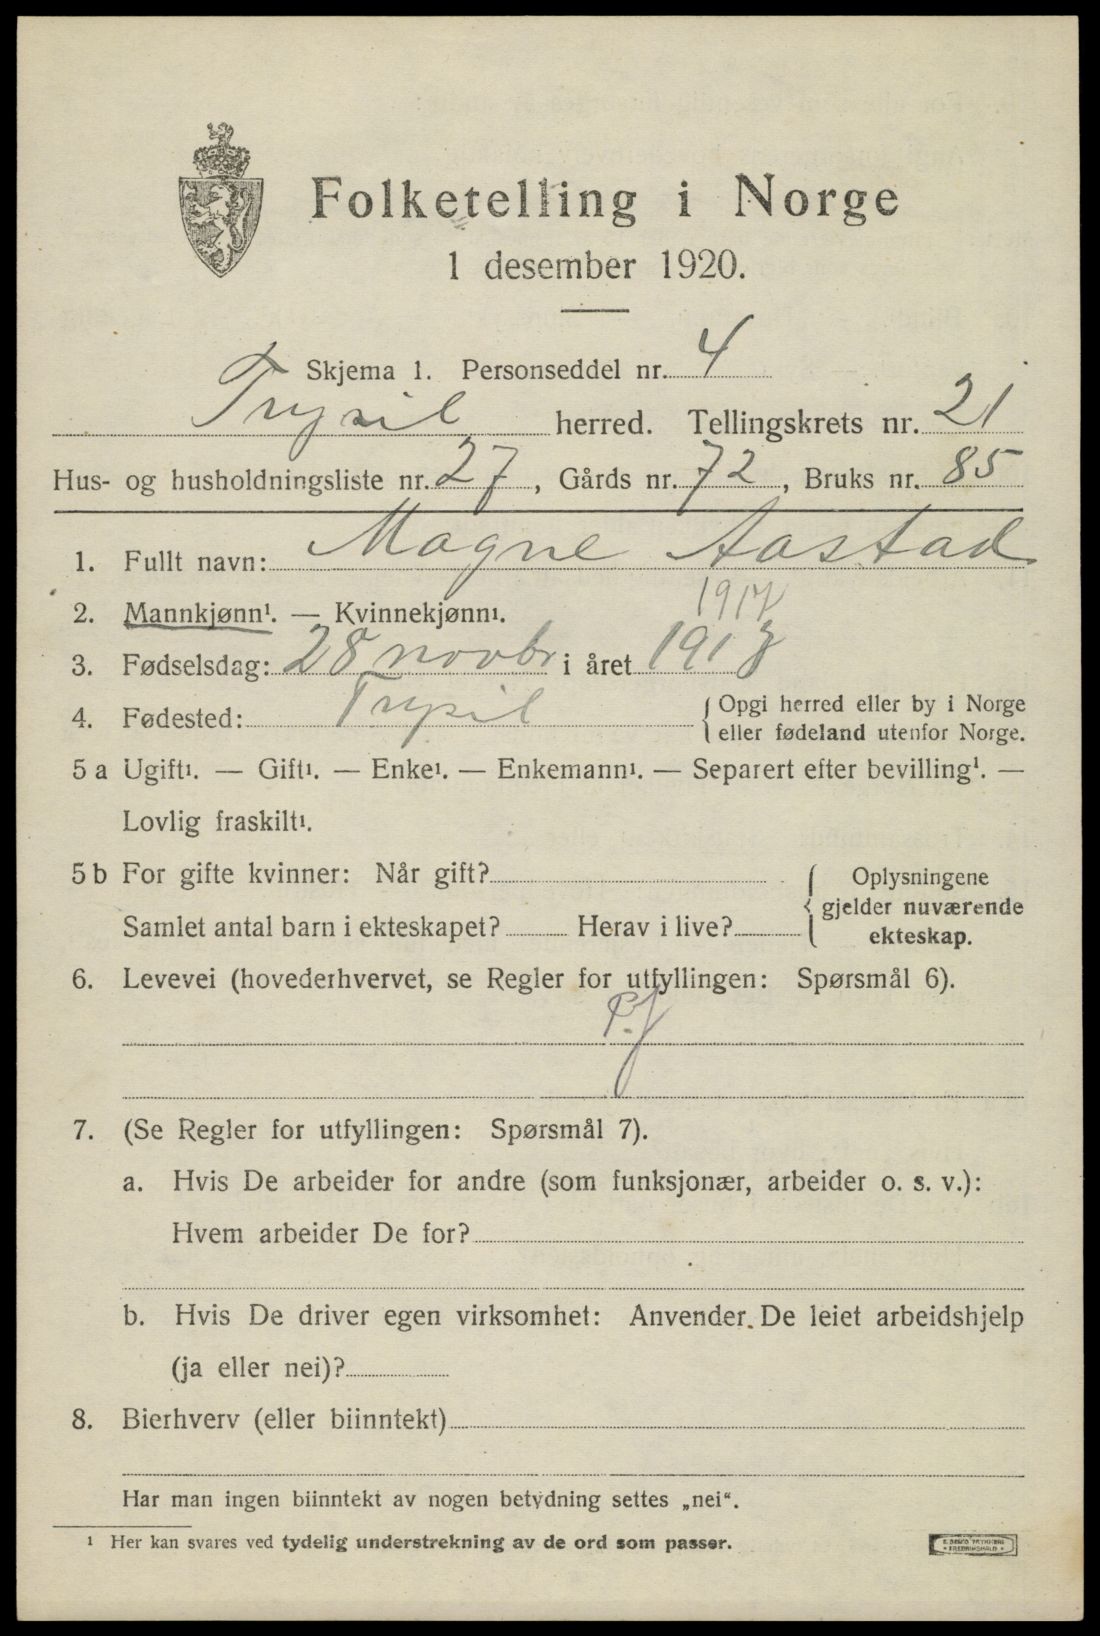 Folketelling i Norge
1 desember 1920.
Skjema 1. Personseddel nr. 4
Trysil herred. Tellingskrets nr. 21
Hus- og husholdningsliste nr. 27, Gårds nr. 72, Bruks nr. 85
1. Fullt navn: Magne Aastad
2. Mannkjønn¹. — Kvinnekjønn¹.
1917
3. Fødselsdag: 28 novbr i året 1917
4. Fødested: Trysil { Opgi herred eller by i Norge
eller fødeland utenfor Norge.
5 a Ugift¹. — Gift¹. — Enke¹. — Enkemann¹. — Separert efter bevilling¹. —
Lovlig fraskilt¹.
5 b For gifte kvinner: Når gift?
Samlet antal barn i ekteskapet? Herav i live?
{ Oplysningene
gjelder nuværende
ekteskap.
6. Levevei (hovederhvervet, se Regler for utfyllingen: Spørsmål 6).
7. (Se Regler for utfyllingen: Spørsmål 7).
a. Hvis De arbeider for andre (som funksjonær, arbeider o. s. v.):
Hvem arbeider De for?
b. Hvis De driver egen virksomhet: Anvender De leiet arbeidshjelp
(ja eller nei)?
8. Bierhverv (eller biinntekt)
Har man ingen biinntekt av nogen betydning settes „nei“.
¹ Her kan svares ved tydelig understrekning av de ord som passer.